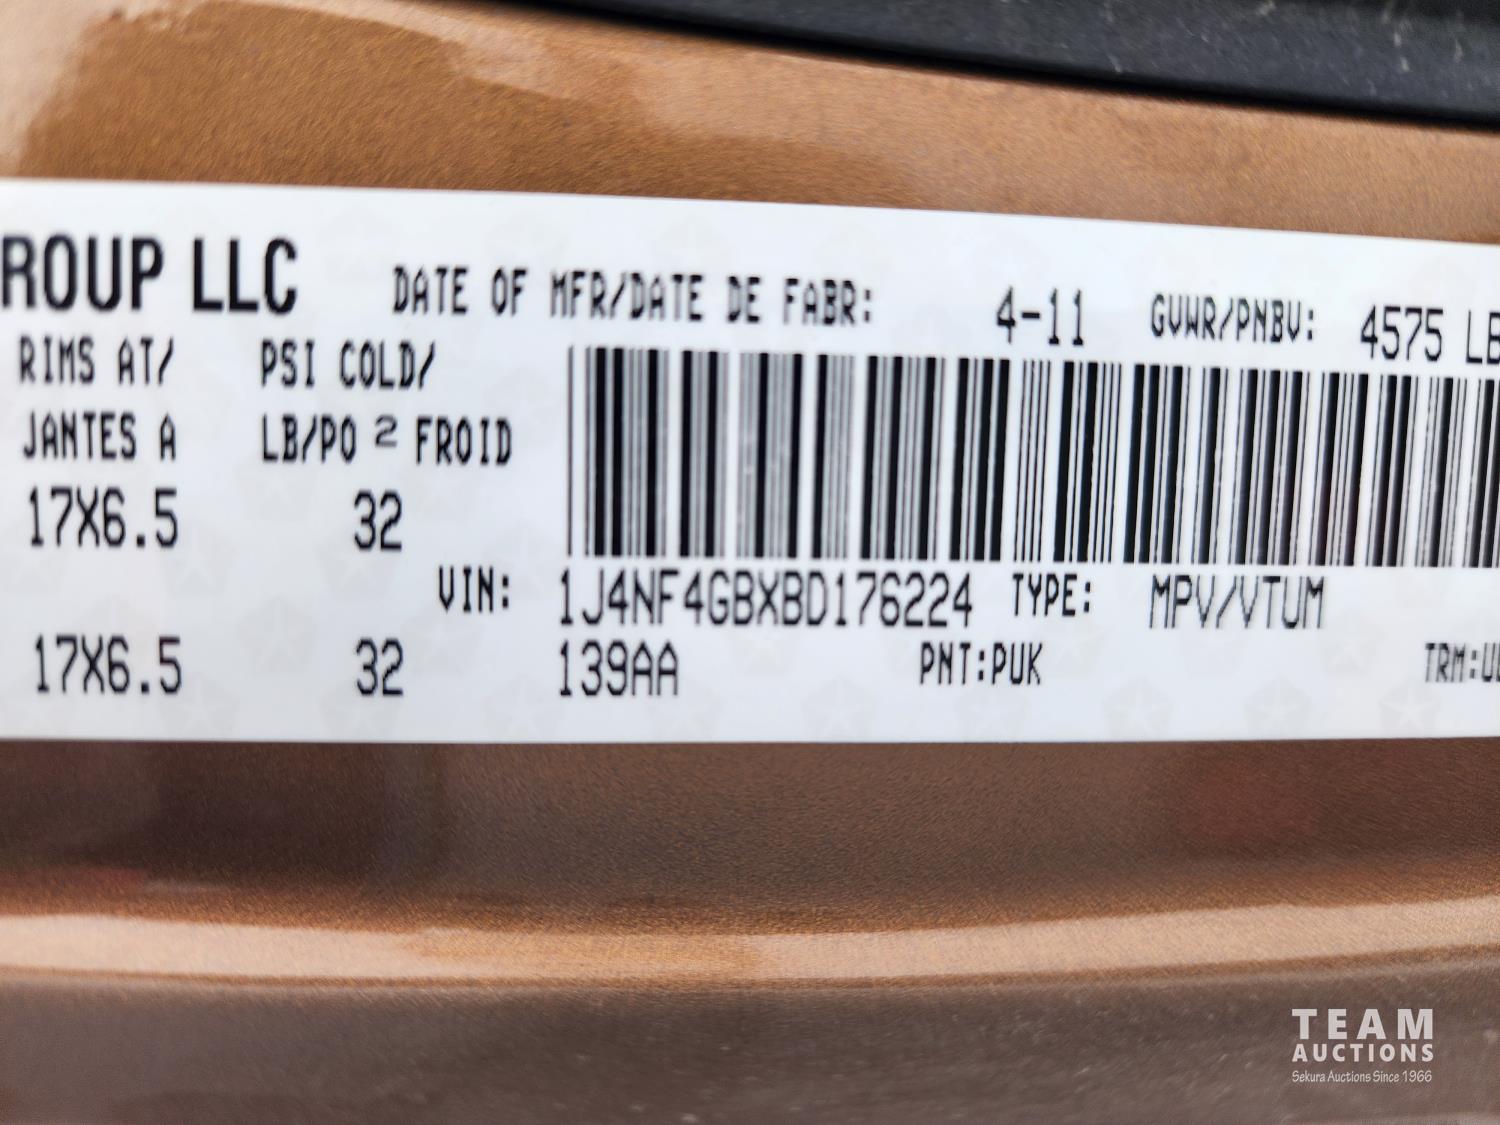 ROUP LLC DATE OF MFR/DATE DE FABR: 4-11 GVWR/PNBV: 4575 LB
RIMS AT/ PSI COLD/
JANTES A LB/PO 2 FROID
17X6.5 32
VIN: 1J4NF4GBXBD176224 TYPE: MPV/VTUM
17X6.5 32 139AA PNT:PUK TRM:
TEAM
AUCTIONS
Sekura Auctions Since 1966